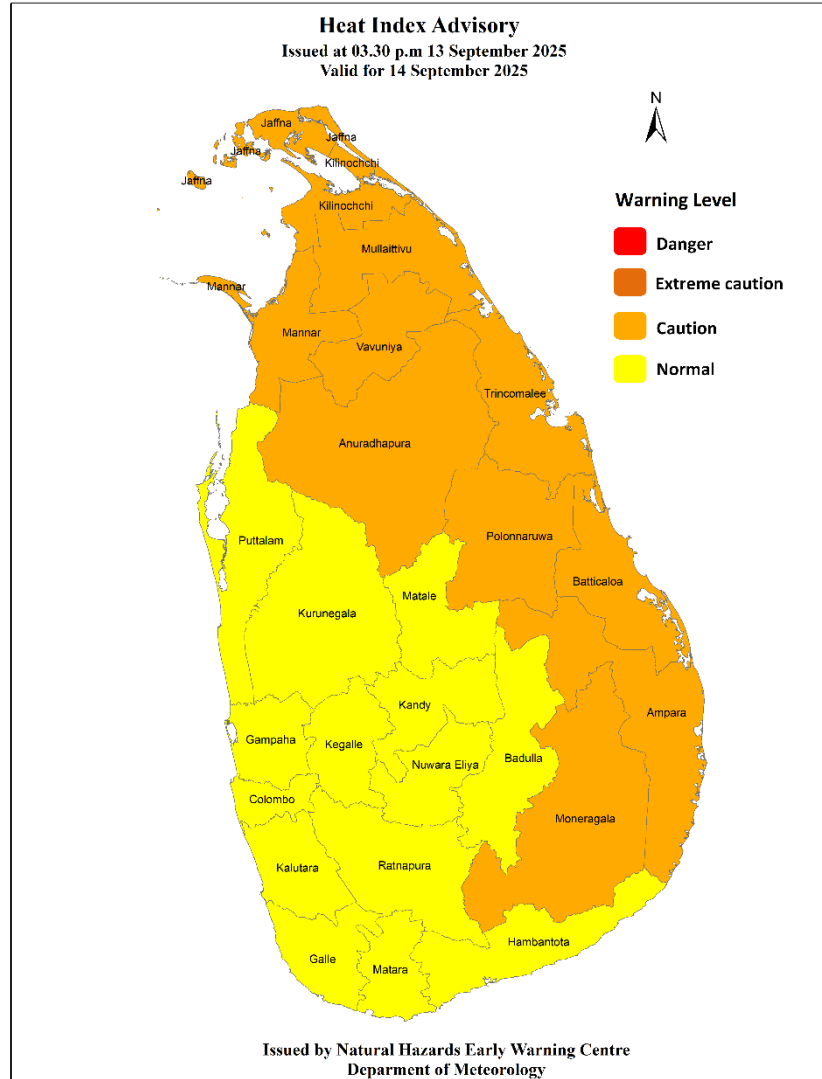 Heat Index Advisory
Issued at 03.30 p.m 13 September 2025
Valid for 14 September 2025
N
Warning Level
Danger
Extreme caution
Caution
Normal
Jaffna
Jaffna
Jaffna
Kilinochchi
Jaffna
Kilinochchi
Mullaittivu
Mannar
Mannar
Vavuniya
Trincomalee
Anuradhapura
Polonnaruwa
Puttalam
Batticaloa
Matale
Kurunegala
Kandy
Ampara
Gampaha
Kegalle
Nuwara Eliya
Badulla
Colombo
Moneragala
Kalutara
Ratnapura
Hambantota
Galle
Matara
Issued by Natural Hazards Early Warning Centre
Deparment of Meteorology